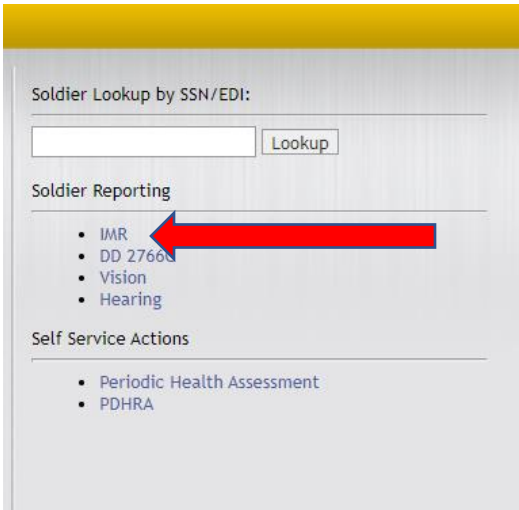 Soldier Lookup by SSN/EDI:
Lookup
Soldier Reporting
IMR
DD 2766C
Vision
Hearing
Self Service Actions
Periodic Health Assessment
PDHRA